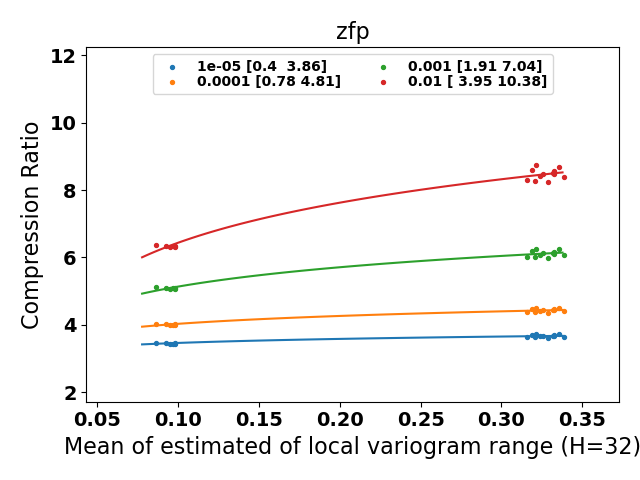 zfp
1e-05 [0.4  3.86]
0.0001 [0.78 4.81]
0.001 [1.91 7.04]
0.01 [ 3.95 10.38]
Compression Ratio
12
10
8
6
4
2
0.05 0.10 0.15 0.20 0.25 0.30 0.35
Mean of estimated of local variogram range (H=32)